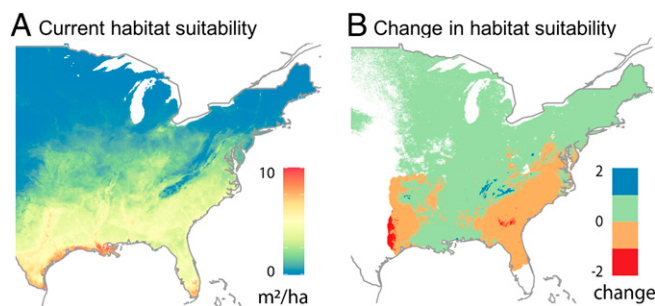 A Current habitat suitability
10
0
m²/ha
B Change in habitat suitability
2
0
-2
change